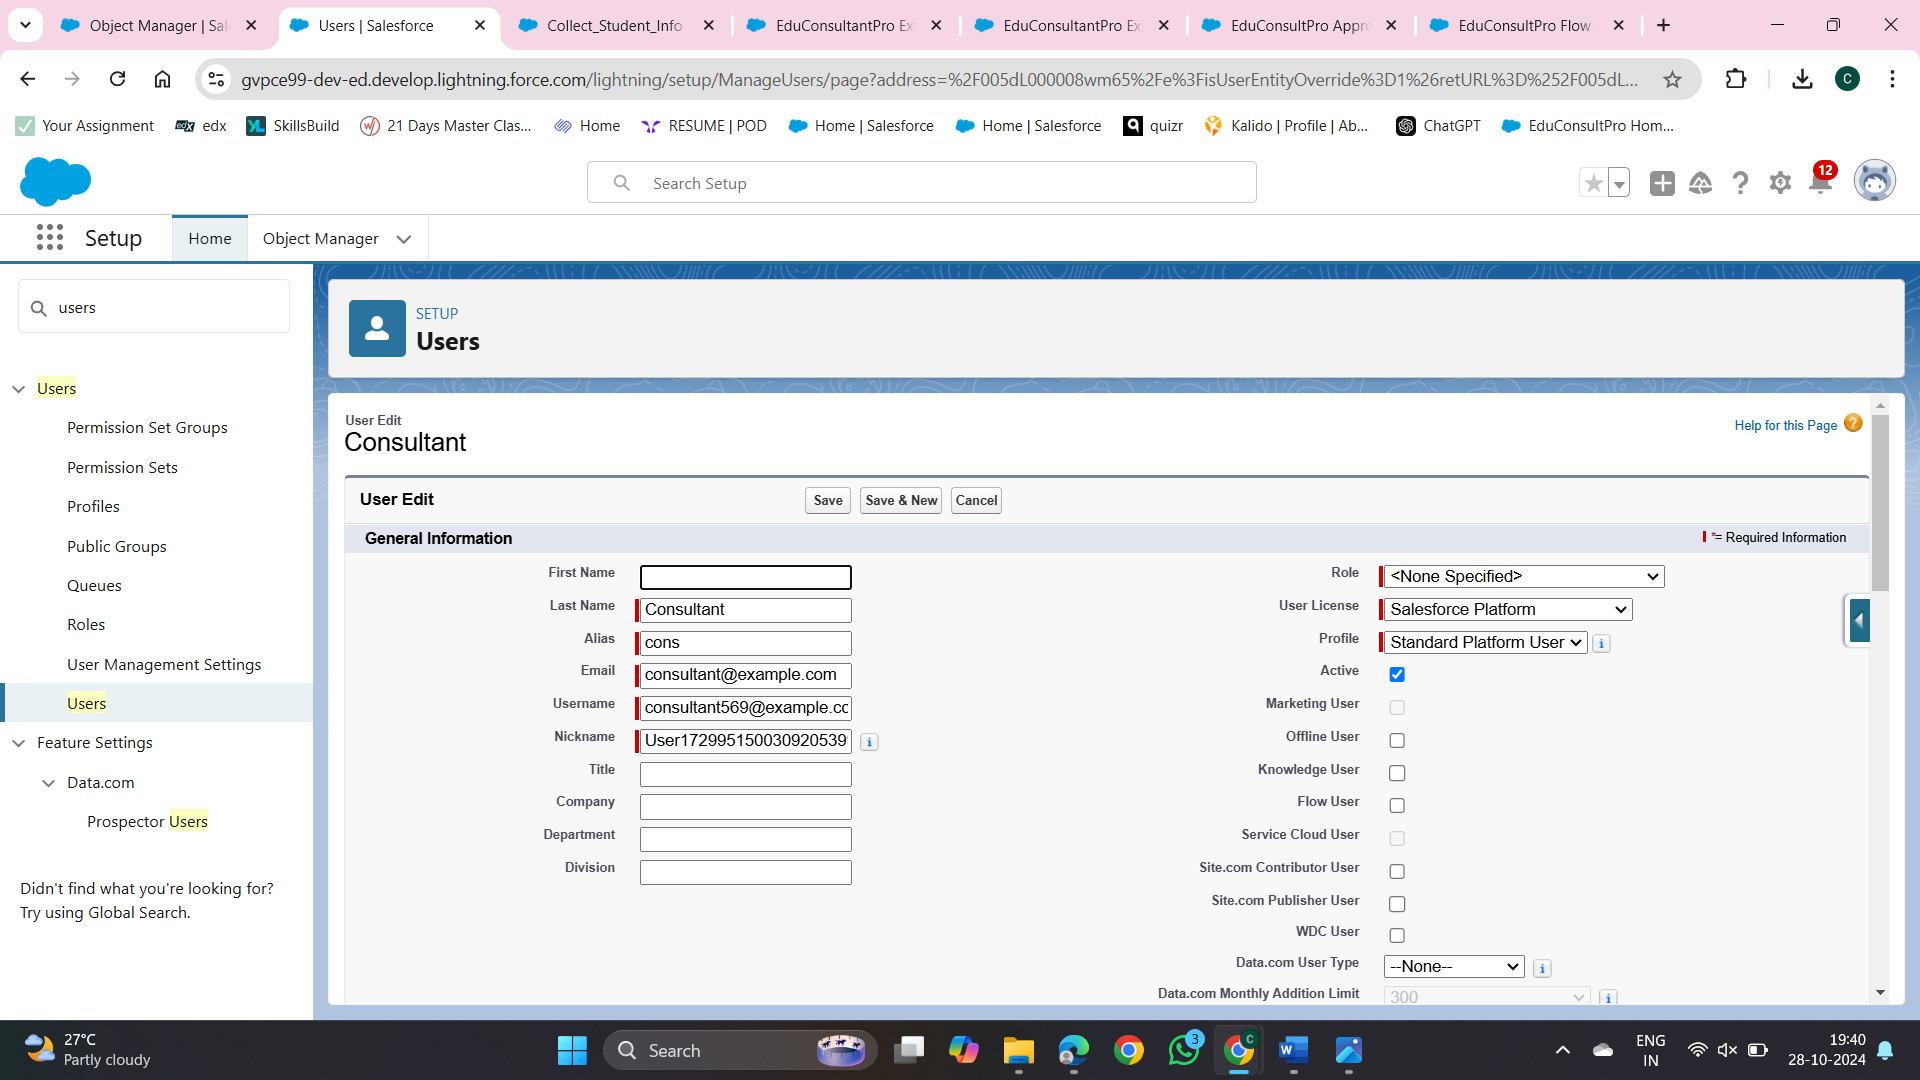 Object Manager | Sal
Users | Salesforce
Collect_Student_Info
EduConsultantPro Ex
EduConsultantPro Ex
EduConsultPro Appro
EduConsultPro Flow
gvpce99-dev-ed.develop.lightning.force.com/lightning/setup/ManageUsers/page?address=%2F005dL000008wm65%2Fe%3FisUserEntityOverride%3D1%26retURL%3D%252F005dL...
C
Your Assignment
edx
SkillsBuild
21 Days Master Clas...
Home
RESUME | POD
Home | Salesforce
Home | Salesforce
quizr
Kalido | Profile | Ab...
ChatGPT
EduConsultPro Hom...
Search Setup
12
Setup
Home
Object Manager
users
SETUP
Users
Users
Permission Set Groups
Permission Sets
Profiles
Public Groups
Queues
Roles
User Management Settings
Users
Feature Settings
Data.com
Prospector Users
Didn't find what you're looking for?
Try using Global Search.
User Edit
Consultant
Help for this Page
User Edit
Save
Save & New
Cancel
General Information
*= Required Information
First Name
Last Name Consultant
Alias cons
Email consultant@example.com
Username consultant569@example.cc
Nickname User172995150030920539
Title
Company
Department
Division
Role <None Specified>
User License Salesforce Platform
Profile Standard Platform User
Active
Marketing User
Offline User
Knowledge User
Flow User
Service Cloud User
Site.com Contributor User
Site.com Publisher User
WDC User
Data.com User Type --None--
Data.com Monthly Addition Limit 300
27°C
Partly cloudy
Search
3
C
ENG
IN
19:40
28-10-2024